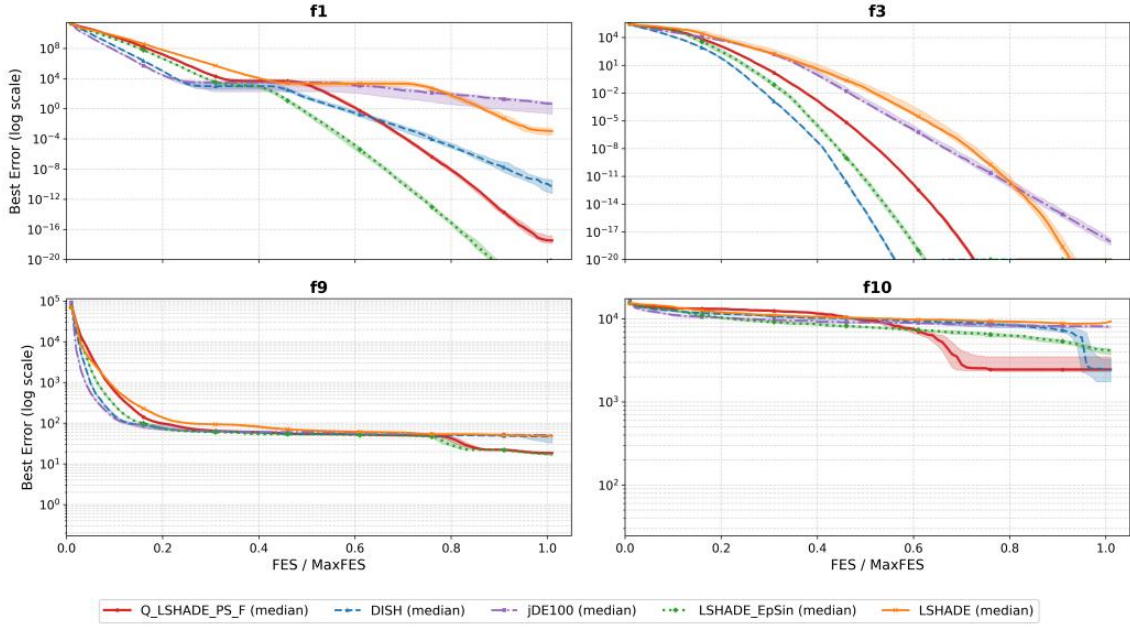 f1
f3
Best Error (log scale)
10^8
10^4
10^0
10^-4
10^-8
10^-12
10^-16
10^-20
10^4
10^1
10^-2
10^-5
10^-8
10^-11
10^-14
10^-17
10^-20
f9
f10
Best Error (log scale)
10^5
10^4
10^3
10^2
10^1
10^0
10^4
10^3
10^2
0.0 0.2 0.4 0.6 0.8 1.0
0.0 0.2 0.4 0.6 0.8 1.0
FES / MaxFES
FES / MaxFES
Q_LSHADE_PS_F (median) DISH (median) jDE100 (median) LSHADE_EpSin (median) LSHADE (median)